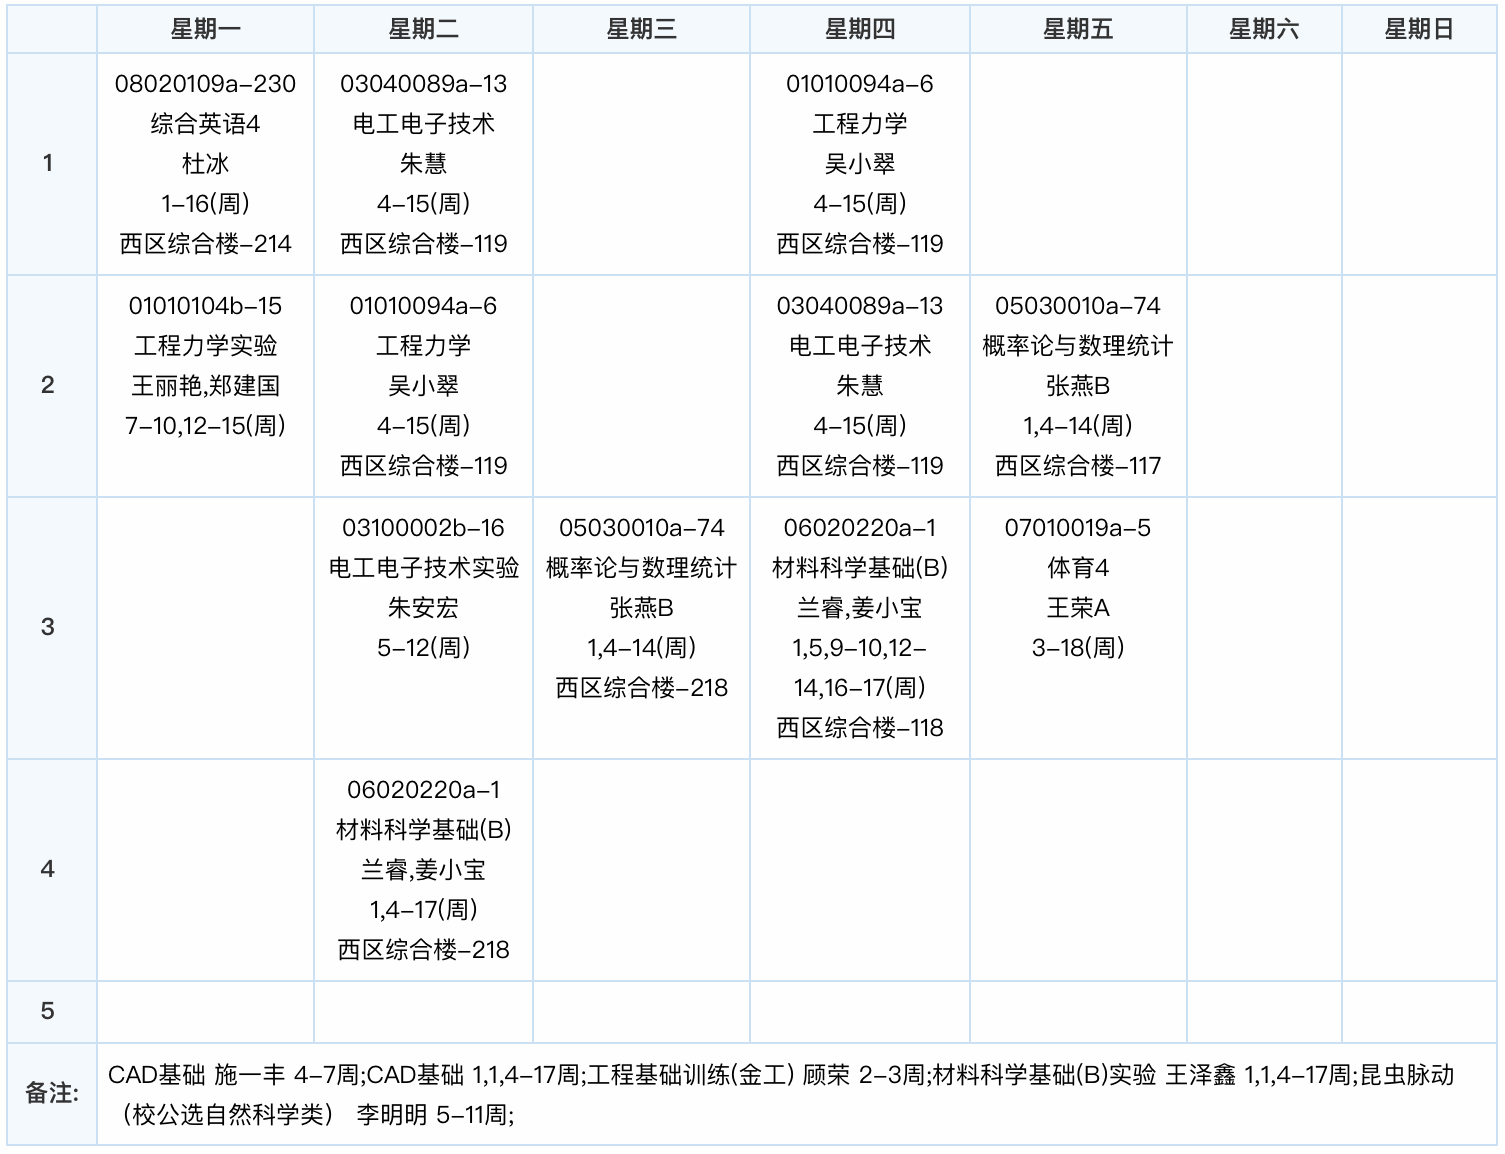 星期一 星期二 星期三 星期四 星期五 星期六 星期日
1
08020109a-230
综合英语4
杜冰
1-16(周)
西区综合楼-214
03040089a-13
电工电子技术
朱慧
4-15(周)
西区综合楼-119
01010094a-6
工程力学
吴小翠
4-15(周)
西区综合楼-119
2
01010104b-15
工程力学实验
王丽艳,郑建国
7-10,12-15(周)
01010094a-6
工程力学
吴小翠
4-15(周)
西区综合楼-119
03040089a-13
电工电子技术
朱慧
4-15(周)
西区综合楼-119
05030010a-74
概率论与数理统计
张燕B
1,4-14(周)
西区综合楼-117
3
03100002b-16
电工电子技术实验
朱安宏
5-12(周)
05030010a-74
概率论与数理统计
张燕B
1,4-14(周)
西区综合楼-218
06020220a-1
材料科学基础(B)
兰睿,姜小宝
1,5,9-10,12-
14,16-17(周)
西区综合楼-118
07010019a-5
体育4
王荣A
3-18(周)
4
06020220a-1
材料科学基础(B)
兰睿,姜小宝
1,4-17(周)
西区综合楼-218
5
备注:
CAD基础 施一丰 4-7周;CAD基础 1,1,4-17周;工程基础训练(金工) 顾荣 2-3周;材料科学基础(B)实验 王泽鑫 1,1,4-17周;昆虫脉动
（校公选自然科学类） 李明明 5-11周;